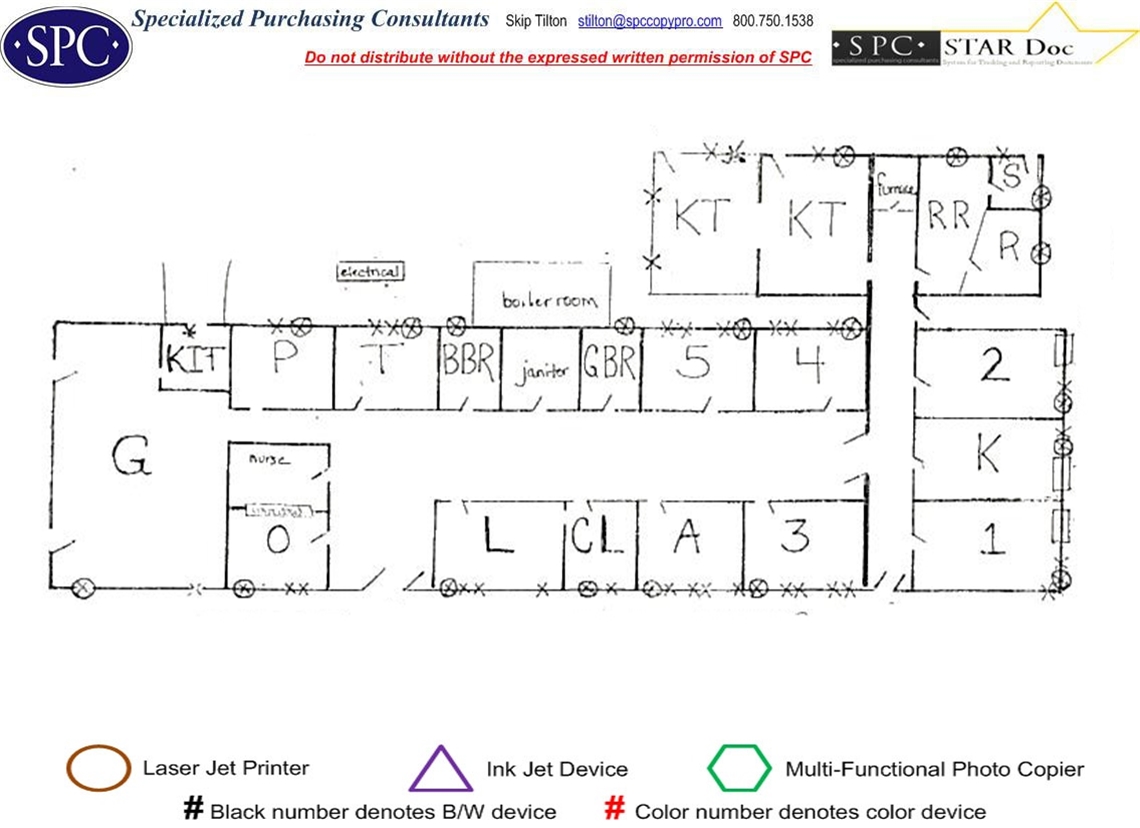 Specialized Purchasing Consultants Skip Tilton stilton@spccopypro.com 800.750.1538
·SPC·
Do not distribute without the expressed written permission of SPC
·SPC· STAR Doc
specialized purchasing consultants System for Tracking and Reporting Documents
KT KT furnace RR S
R
electrical
boiler room
KIT P T BBR janiter GBR 5 4 2
G nurse K
O L CL A 3 1
Laser Jet Printer Ink Jet Device Multi-Functional Photo Copier
# Black number denotes B/W device # Color number denotes color device